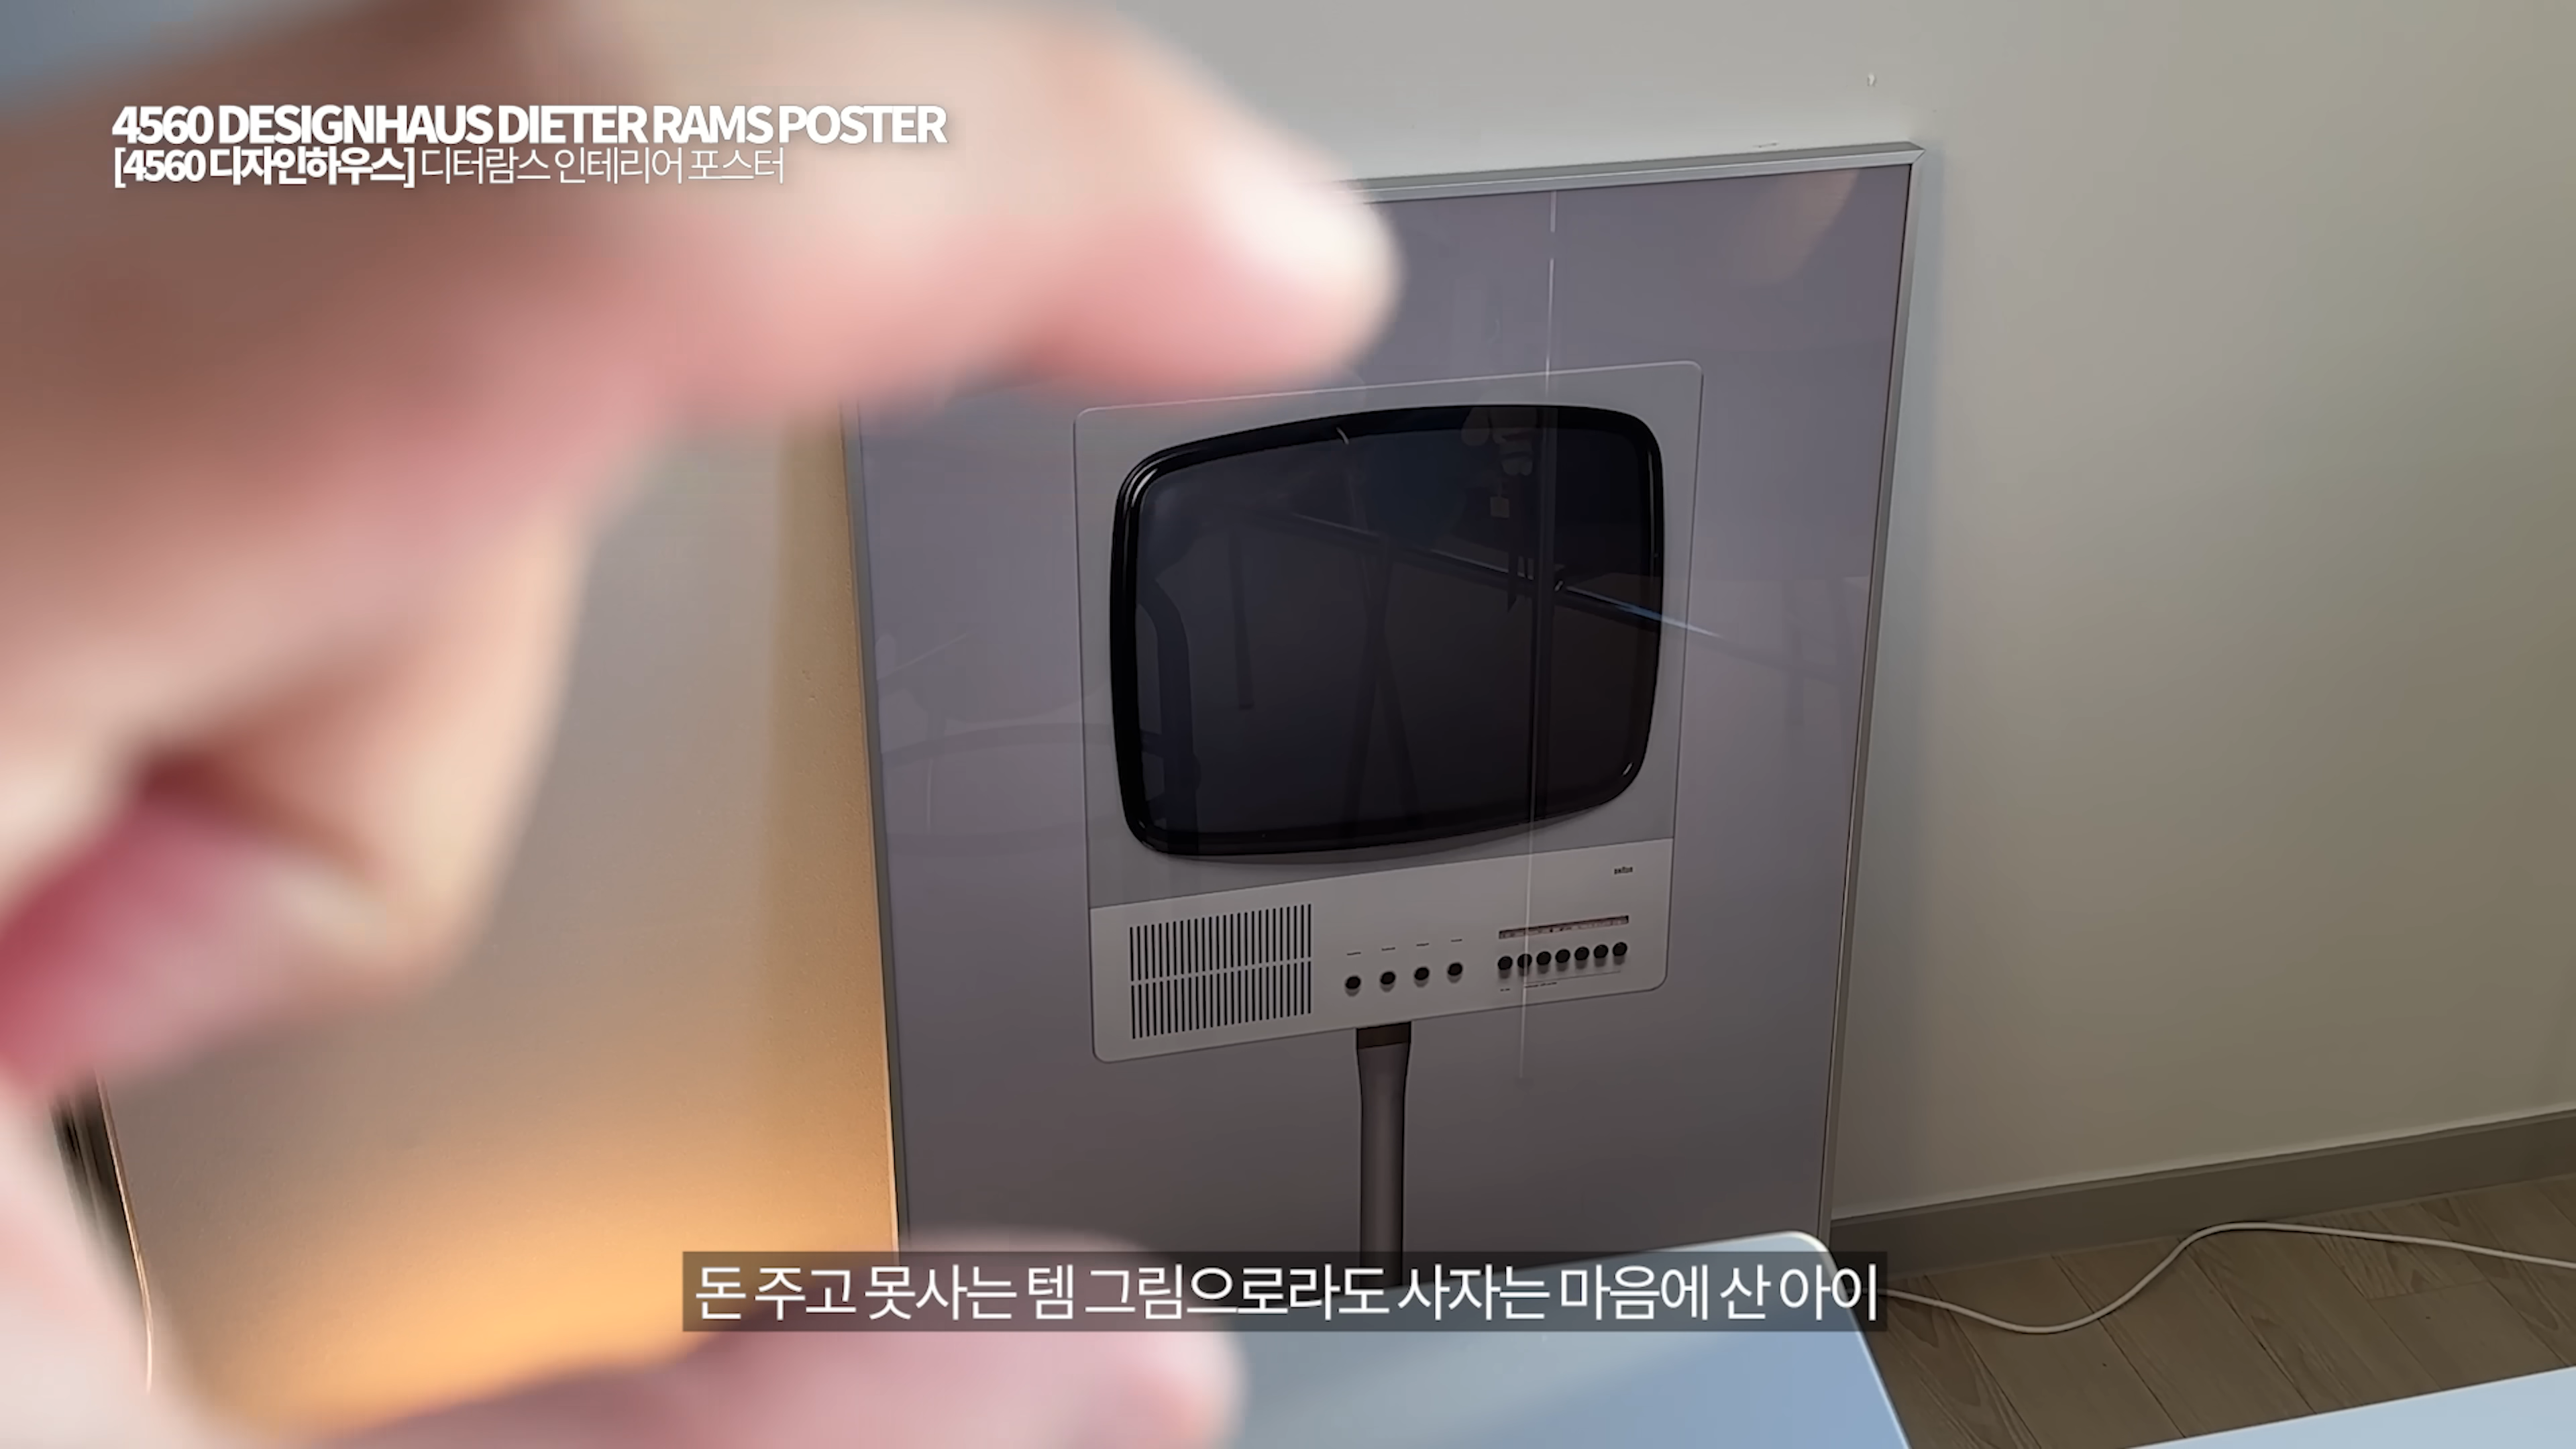 4560 DESIGNHAUS DIETER RAMS POSTER
[4560 디자인하우스] 디터람스 인테리어 포스터
BRAUN
돈 주고 못사는 템 그림으로라도 사자는 마음에 산 아이